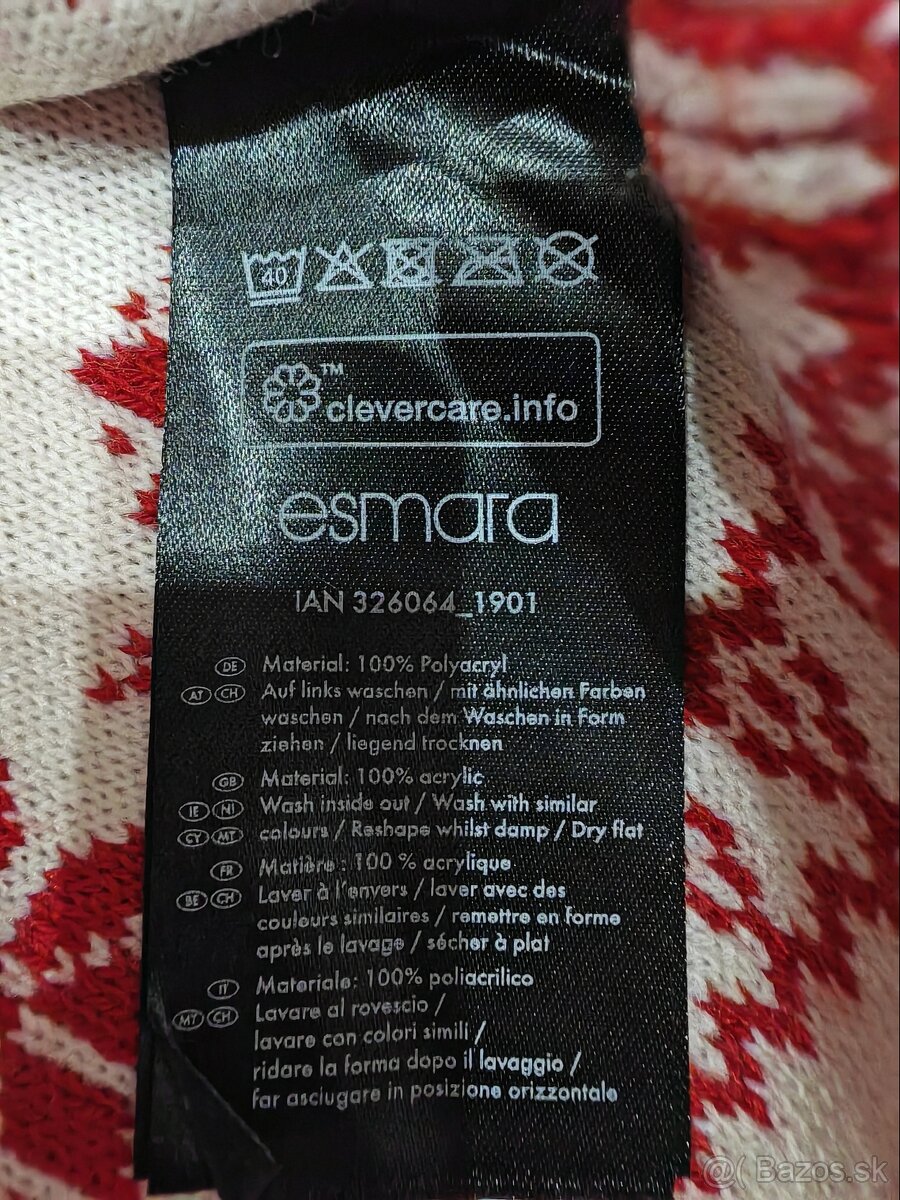 40
TM
clevercare.info
esmara
IAN 326064_1901
DE Material: 100% Polyacryl
AT CH Auf links waschen / mit ähnlichen Farben
waschen / nach dem Waschen in Form
ziehen / liegend trocknen
GB Material: 100% acrylic
IE NI Wash inside out / Wash with similar
CY MT colours / Reshape whilst damp / Dry flat
FR Matière: 100 % acrylique
BE CH Laver à l'envers / laver avec des
couleurs similaires / remettre en forme
après le lavage / sécher à plat
IT Materiale: 100% poliacrilico
MT CH Lavare al rovescio /
lavare con colori simili /
ridare la forma dopo il lavaggio /
far asciugare in posizione orizzontale
@( Bazos.sk